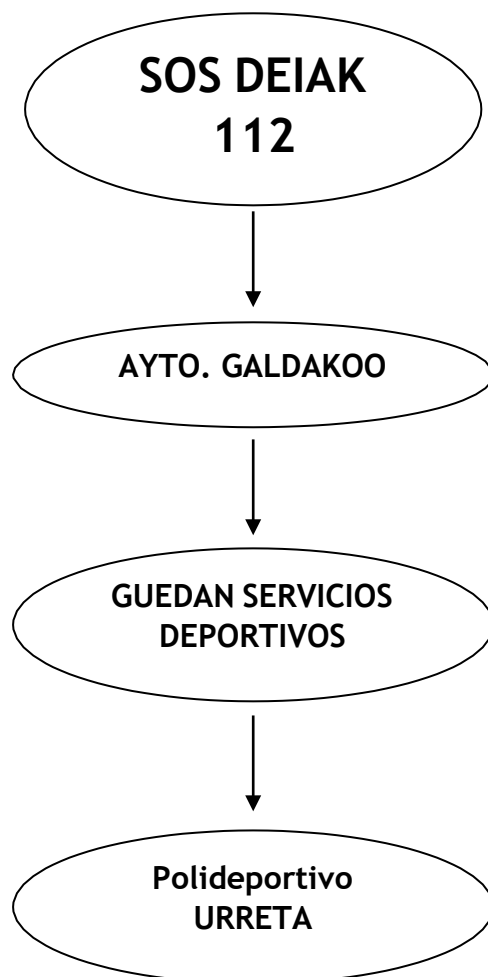 SOS DEIAK
112
AYTO. GALDAKOO
GUEDAN SERVICIOS
DEPORTIVOS
Polideportivo
URRETA